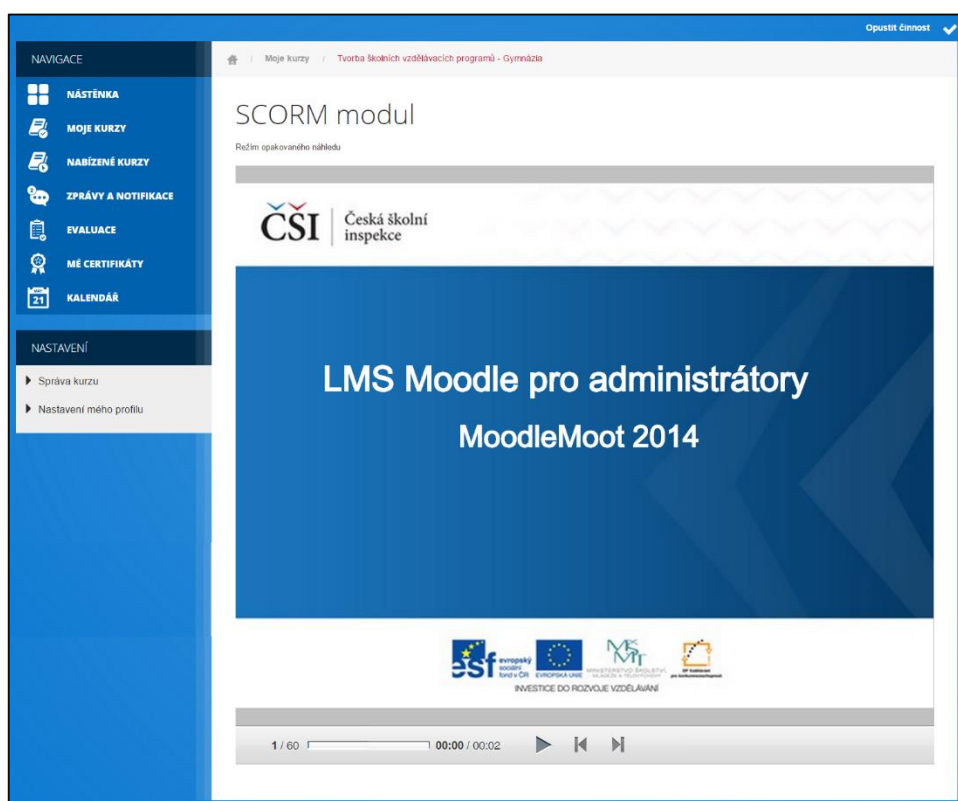 Opustit činnost
NAVIGACE
Moje kurzy / Tvorba školních vzdělávacích programů - Gymnázia
NÁSTĚNKA
MOJE KURZY
NABÍZENÉ KURZY
ZPRÁVY A NOTIFIKACE
EVALUACE
MÉ CERTIFIKÁTY
21
KALENDÁŘ
NASTAVENÍ
Správa kurzu
Nastavení mého profilu
SCORM modul
Režim opakovaného náhledu
ČŠI
Česká školní
inspekce
LMS Moodle pro administrátory
MoodleMoot 2014
esf
evropský
sociální
fond v ČR
EVROPSKÁ UNIE
MINISTERSTVO ŠKOLSTVÍ,
INVESTICE DO ROZVOJE VZDĚLÁVÁNÍ
1 / 60
00:00 / 00:02